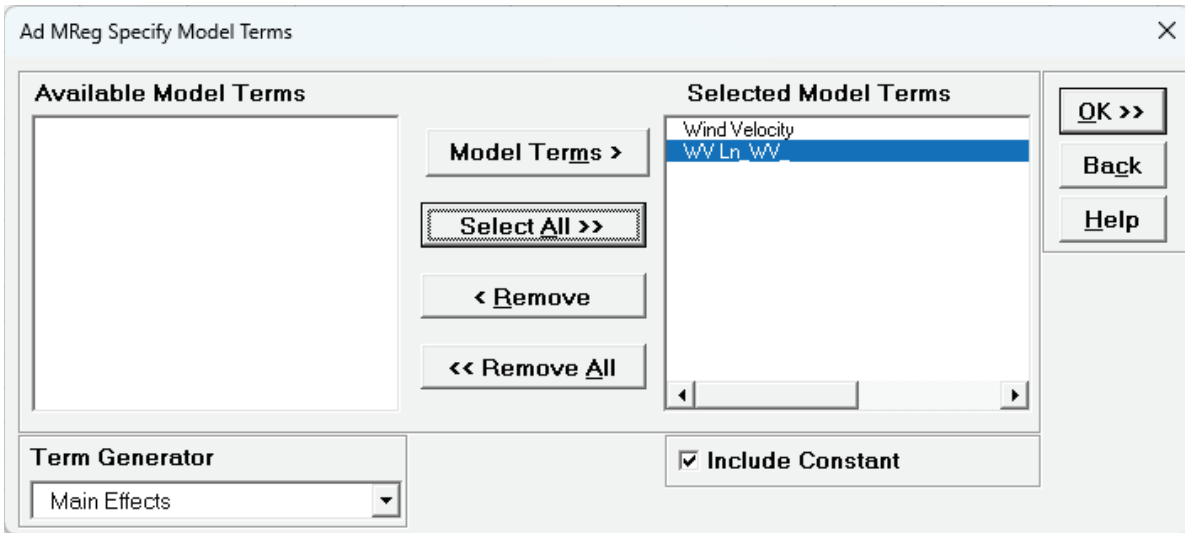 Ad MReg Specify Model Terms
Available Model Terms
Selected Model Terms
Model Terms >
Select All >>
< Remove
<< Remove All
Wind Velocity
WV Ln_WV_
OK >>
Back
Help
Term Generator
Main Effects
Include Constant